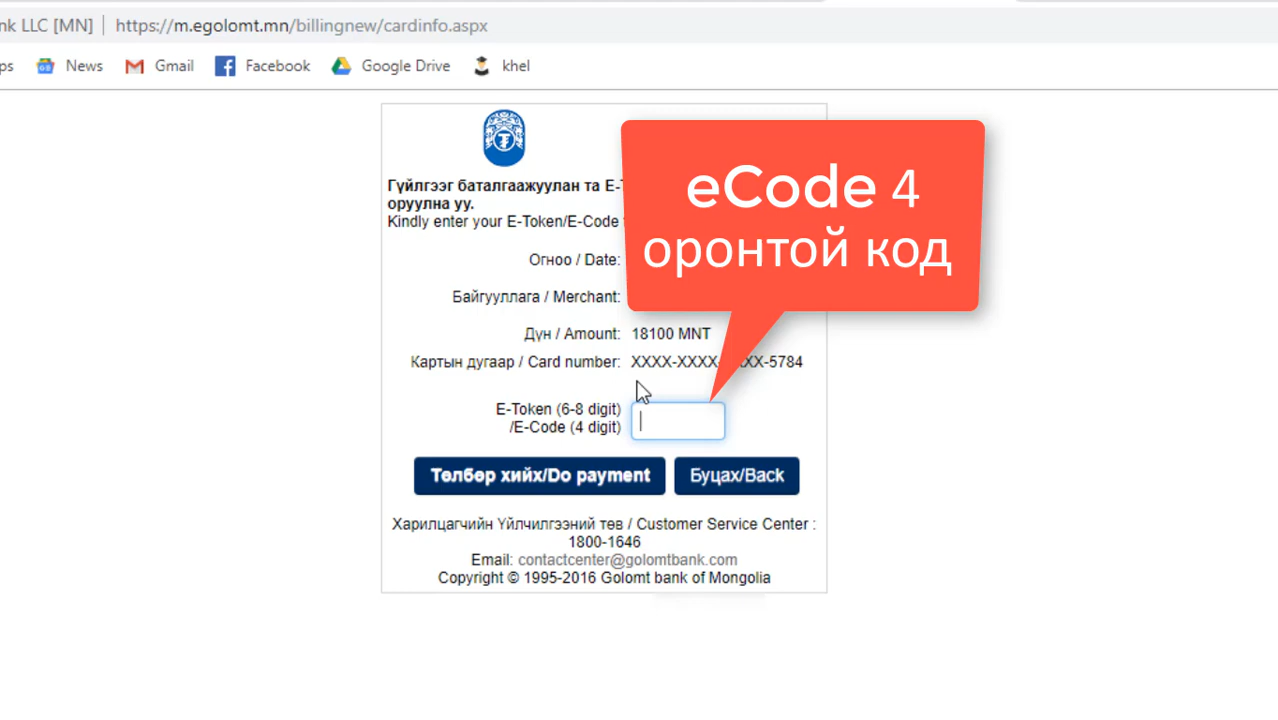 nk LLC [MN] | https://m.egolomt.mn/billingnew/cardinfo.aspx
ps News Gmail Facebook Google Drive khel
eCode 4
оронтой код
Гүйлгээг баталгаажуулан та E-
оруулна уу.
Kindly enter your E-Token/E-Code
Огноо / Date:
Байгууллага / Merchant:
Дүн / Amount: 18100 MNT
Картын дугаар / Card number: XXXX-XXXX- XX-5784
E-Token (6-8 digit)
/E-Code (4 digit)
Төлбөр хийх/Do payment Буцах/Back
Харилцагчийн Үйлчилгээний төв / Customer Service Center :
1800-1646
Email: contactcenter@golomtbank.com
Copyright © 1995-2016 Golomt bank of Mongolia